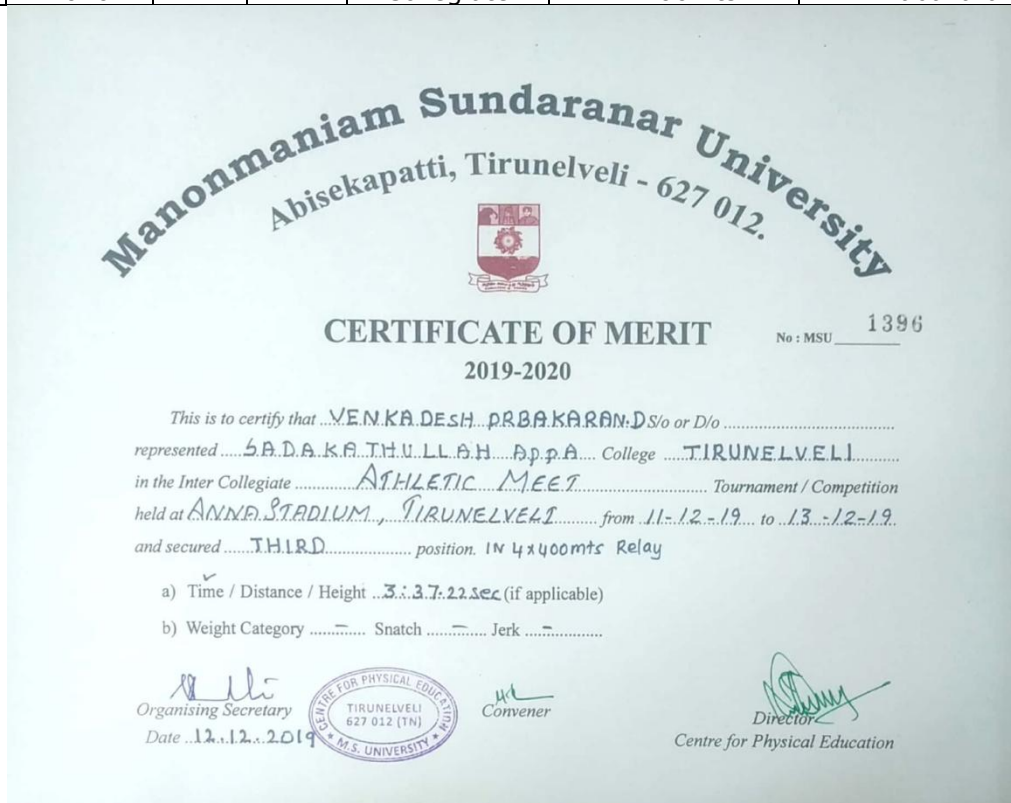 Manonmaniam Sundaranar University
Abisekapatti, Tirunelveli - 627 012.
CERTIFICATE OF MERIT
No : MSU 1396
2019-2020
This is to certify that VENKADESH PRBAKARAN.D S/o or D/o
represented SADAKATHULLAH APPA College TIRUNELVELI
in the Inter Collegiate ATHLETIC MEET Tournament / Competition
held at ANNA STADIUM, TIRUNELVELI from 11-12-19 to 13-12-19
and secured THIRD position. IN 4x400mts Relay
a) Time / Distance / Height 3:37.22 sec (if applicable)
b) Weight Category – Snatch – Jerk –
CENTRE FOR PHYSICAL EDUCATION
TIRUNELVELI
627 012 (TN)
M.S. UNIVERSITY
Organising Secretary
Convener
Director
Date 12.12.2019
Centre for Physical Education